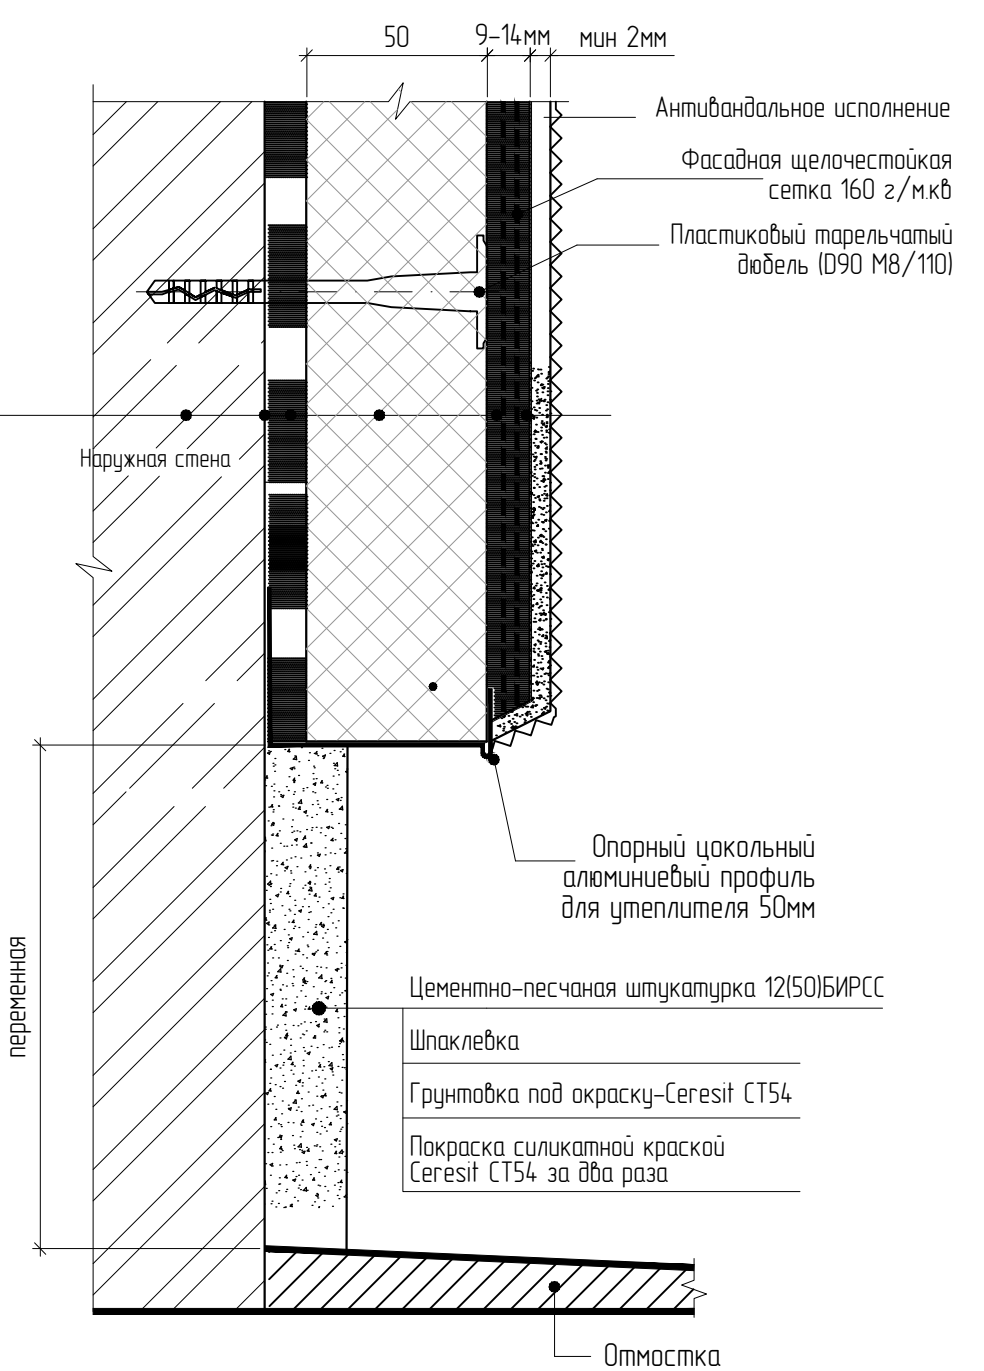 50
9-14мм
мин 2мм
Антивандальное исполнение
Фасадная щелочестойкая
сетка 160 г/м.кв
Пластиковый тарельчатый
дюбель (D90 M8/110)
Наружная стена
Опорный цокольный
алюминиевый профиль
для утеплителя 50мм
переменная
Цементно-песчаная штукатурка 12(50)БИРСС
Шпаклевка
Грунтовка под окраску-Ceresit CT54
Покраска силикатной краской
Ceresit CT54 за два раза
Отмостка